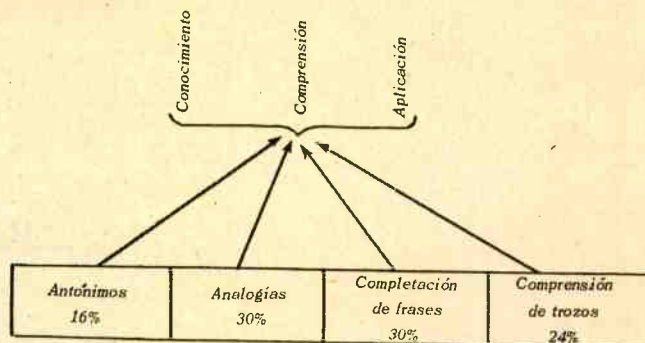 Conocimiento
Comprensión
Aplicación
Antónimos
16%
Analogías
30%
Completación
de frases
30%
Comprensión
de trozos
24%